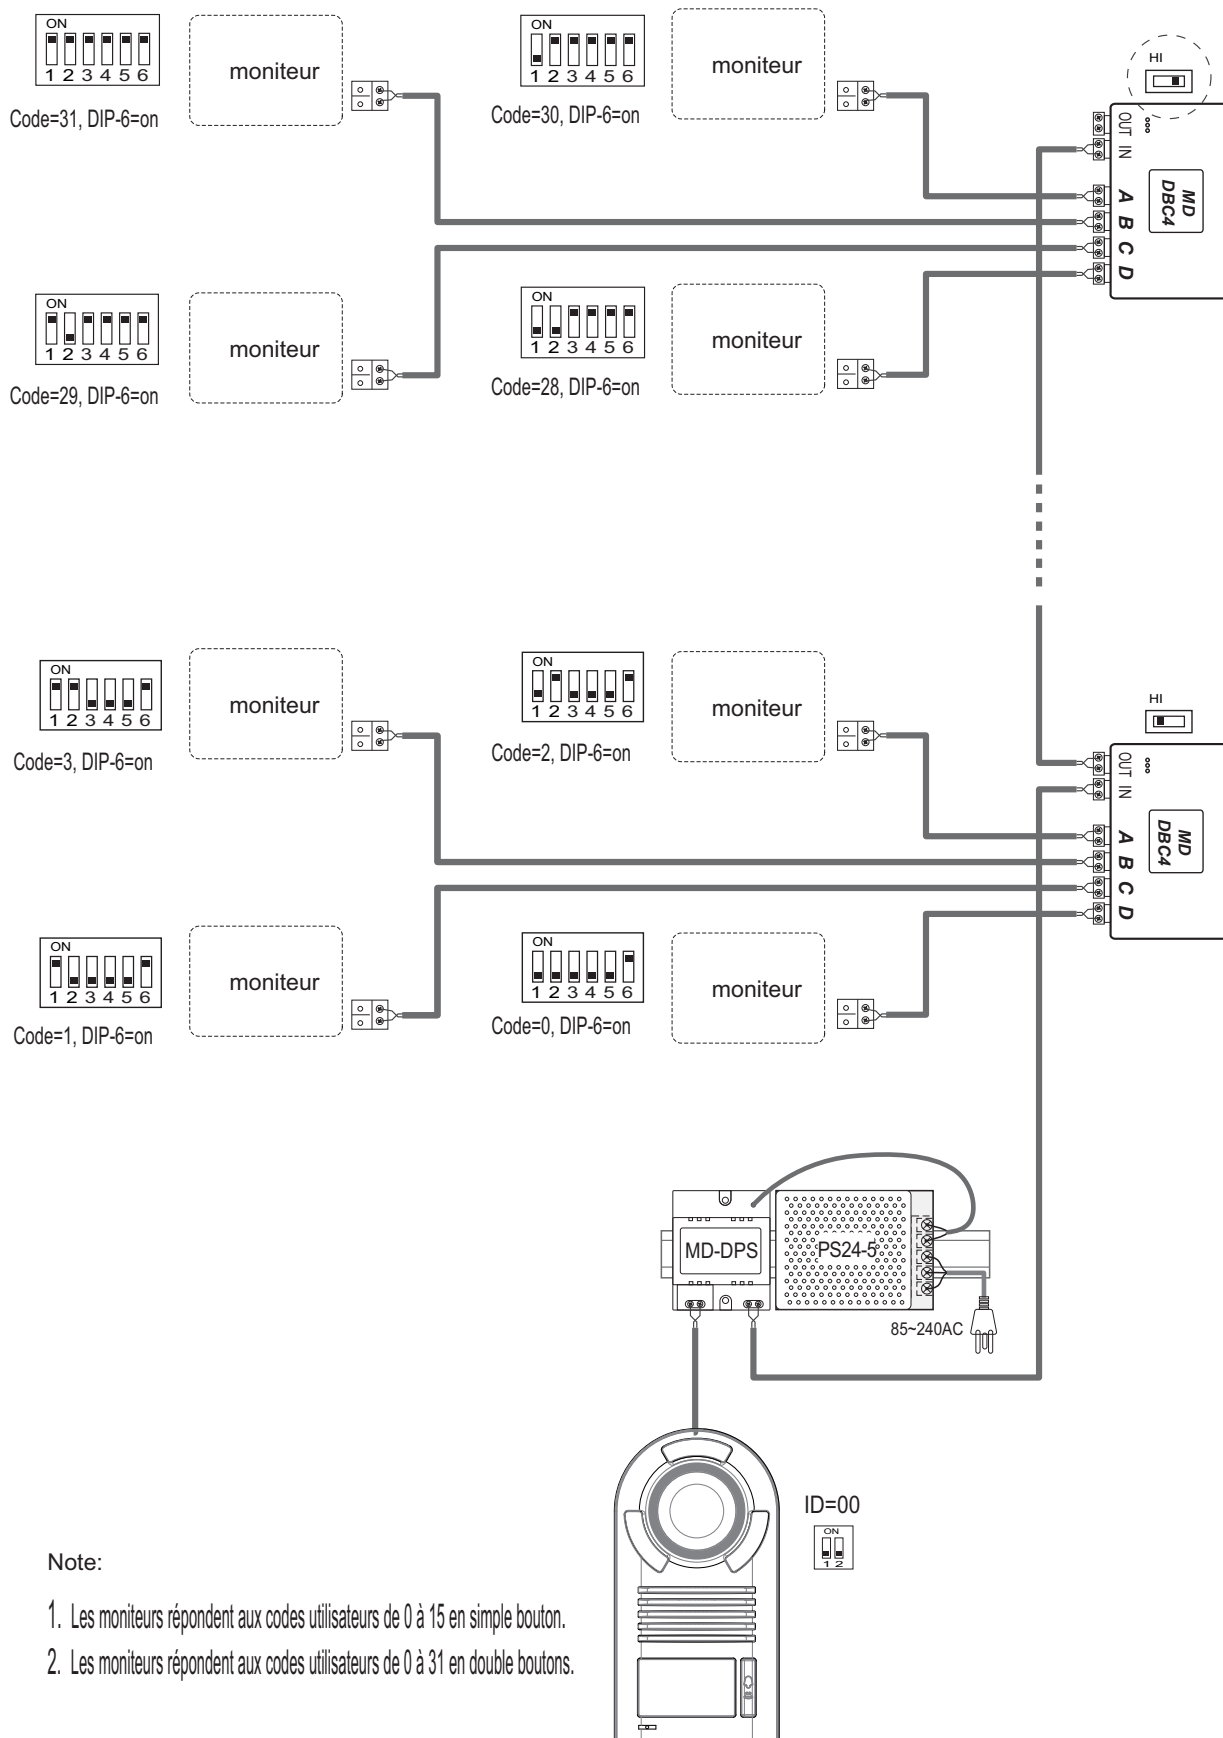 ON
1 2 3 4 5 6
Code=31, DIP-6=on
moniteur
ON
1 2 3 4 5 6
Code=30, DIP-6=on
moniteur
HI
OUT IN
A B C D
MD
DBC4
ON
1 2 3 4 5 6
Code=29, DIP-6=on
moniteur
ON
1 2 3 4 5 6
Code=28, DIP-6=on
moniteur
ON
1 2 3 4 5 6
Code=3, DIP-6=on
moniteur
ON
1 2 3 4 5 6
Code=2, DIP-6=on
moniteur
HI
OUT IN
A B C D
MD
DBC4
ON
1 2 3 4 5 6
Code=1, DIP-6=on
moniteur
ON
1 2 3 4 5 6
Code=0, DIP-6=on
moniteur
MD-DPS
PS24-5
85~240AC
ID=00
ON
1 2
Note:
1. Les moniteurs répondent aux codes utilisateurs de 0 à 15 en simple bouton.
2. Les moniteurs répondent aux codes utilisateurs de 0 à 31 en double boutons.